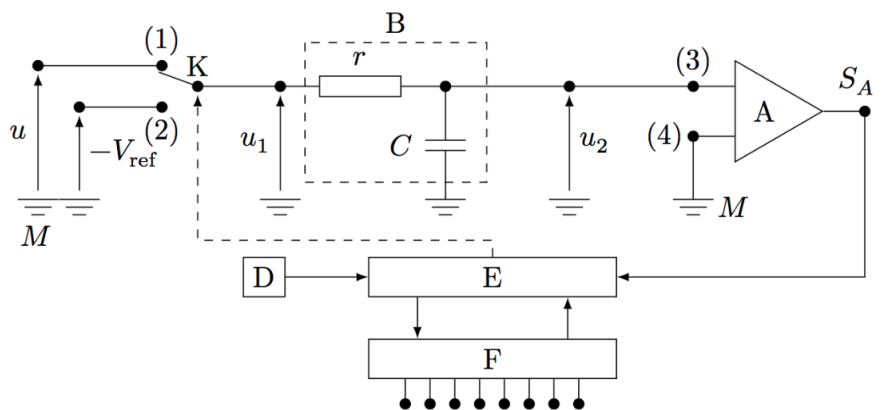 B
(1)
K
r
(3)
S_A
u
(2)
−V_ref
u_1
C
u_2
(4)
A
M
M
D
E
F